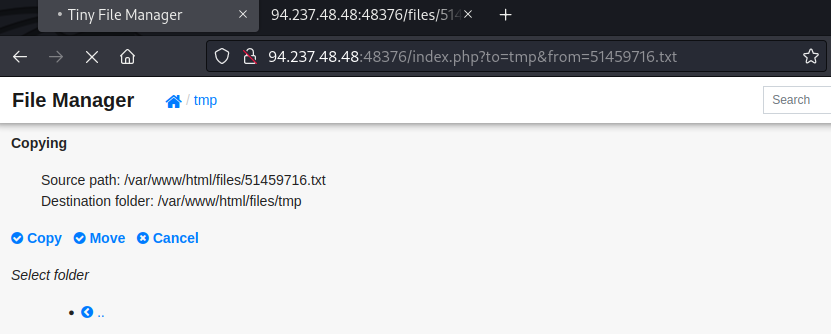 Tiny File Manager
94.237.48.48:48376/files/514
94.237.48.48:48376/index.php?to=tmp&from=51459716.txt
File Manager / tmp Search
Copying
Source path: /var/www/html/files/51459716.txt
Destination folder: /var/www/html/files/tmp
Copy Move Cancel
Select folder
..